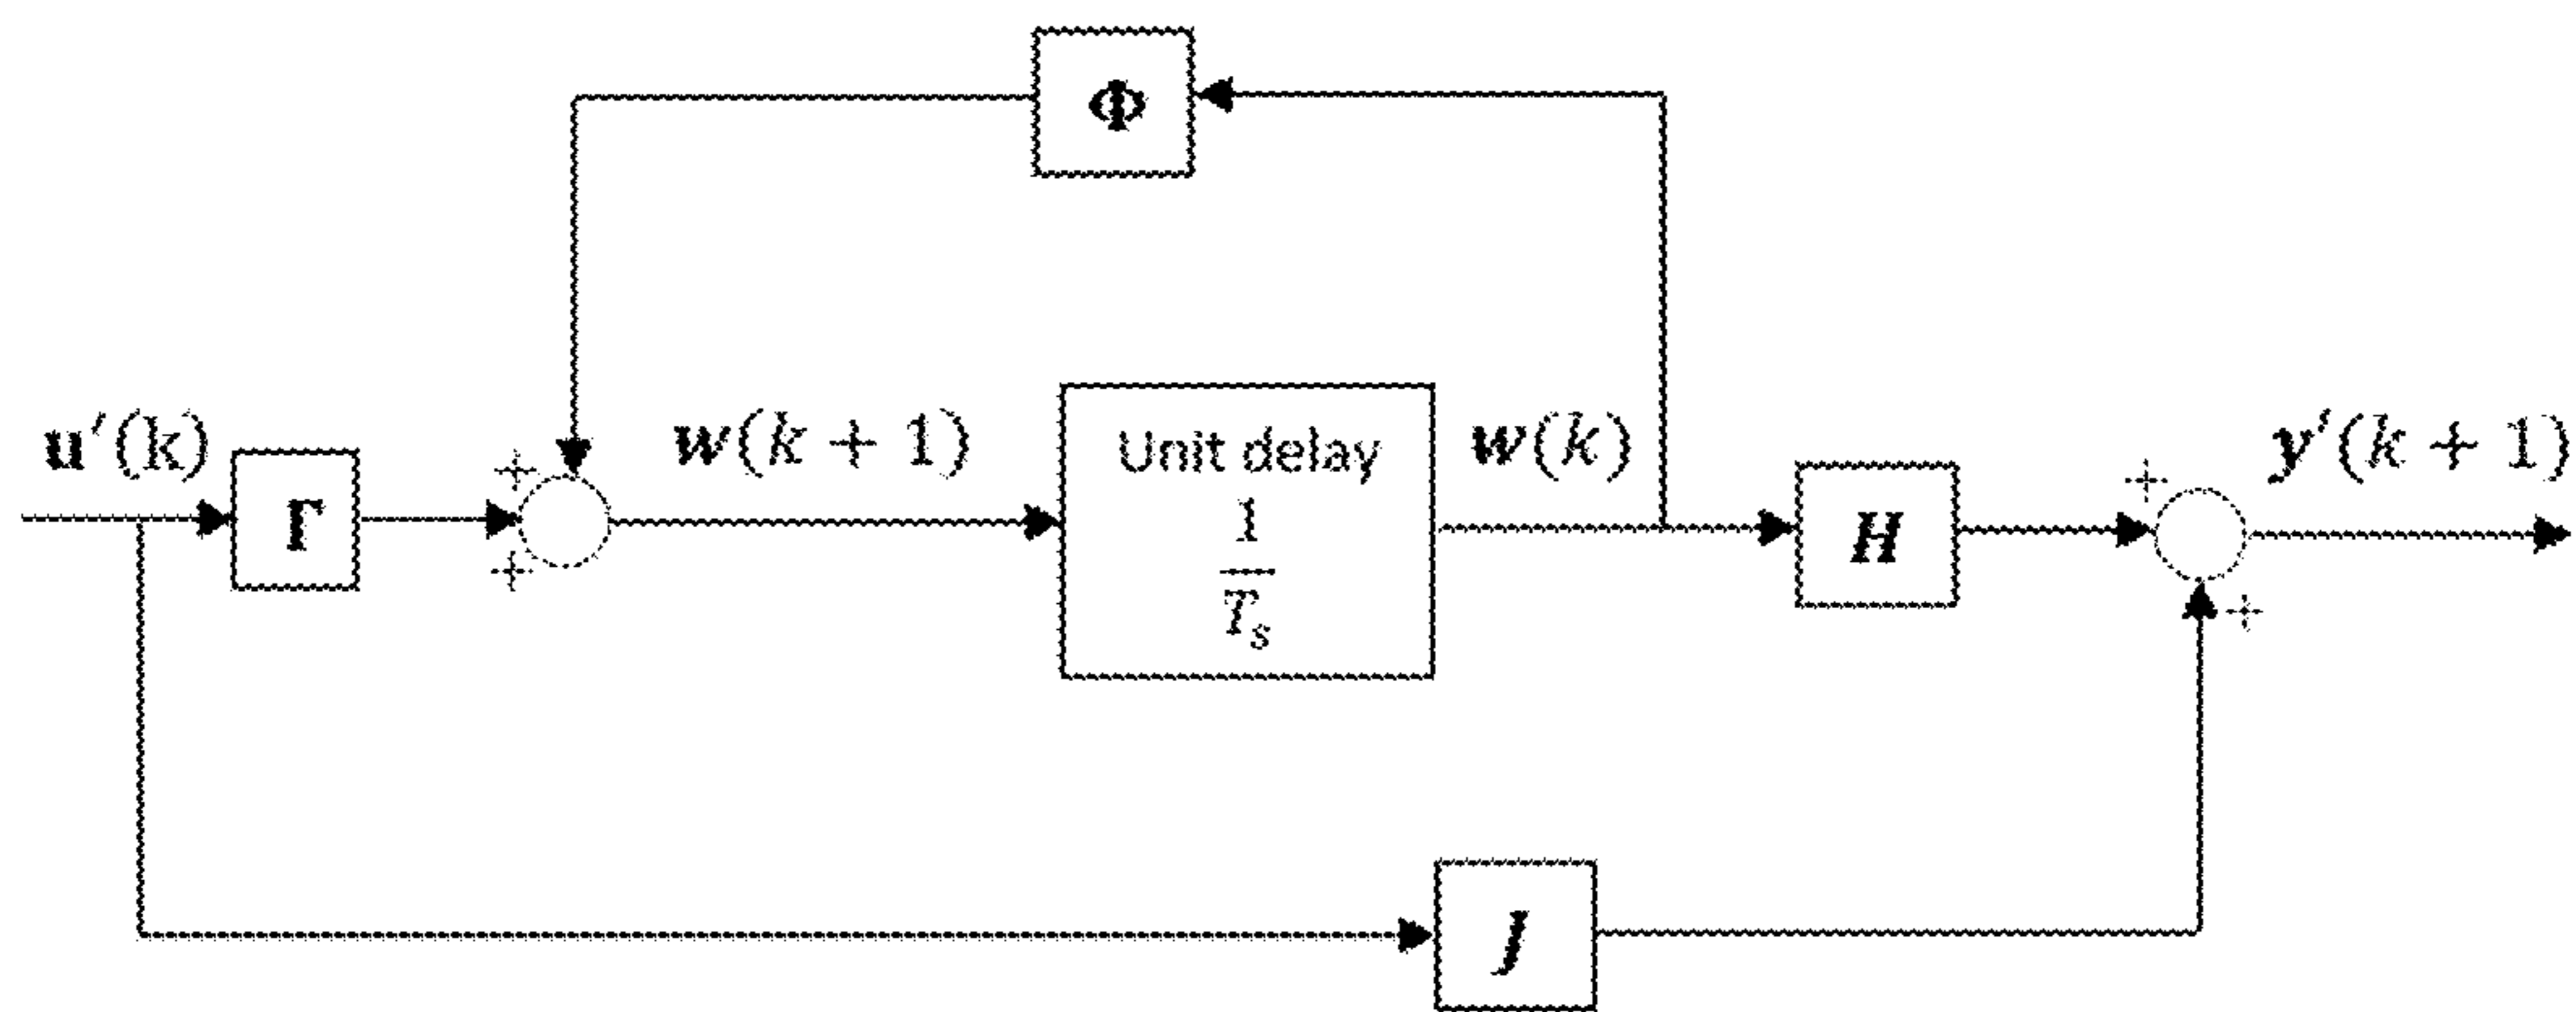 Φ
u′(k)
Γ
+
+
w(k + 1)
Unit delay
1
T_s
w(k)
H
+
+
y′(k + 1)
J